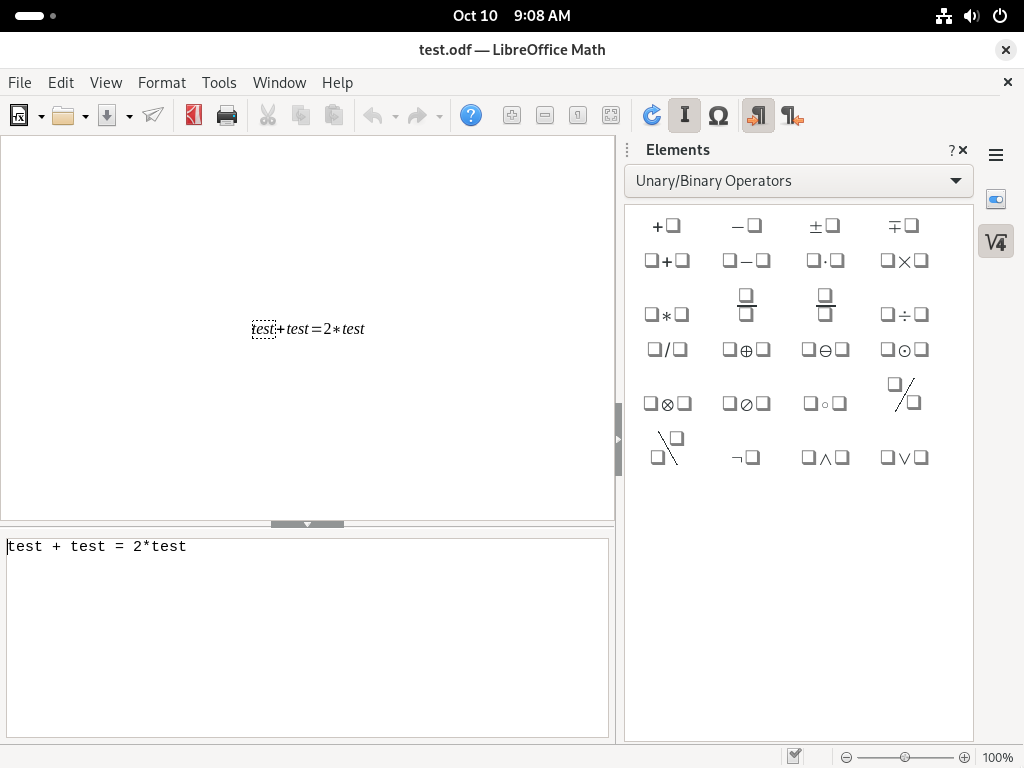 Oct 10 9:08 AM
test.odf — LibreOffice Math
File Edit View Format Tools Window Help
Elements
Unary/Binary Operators
test+test=2∗test
test + test = 2*test
100%